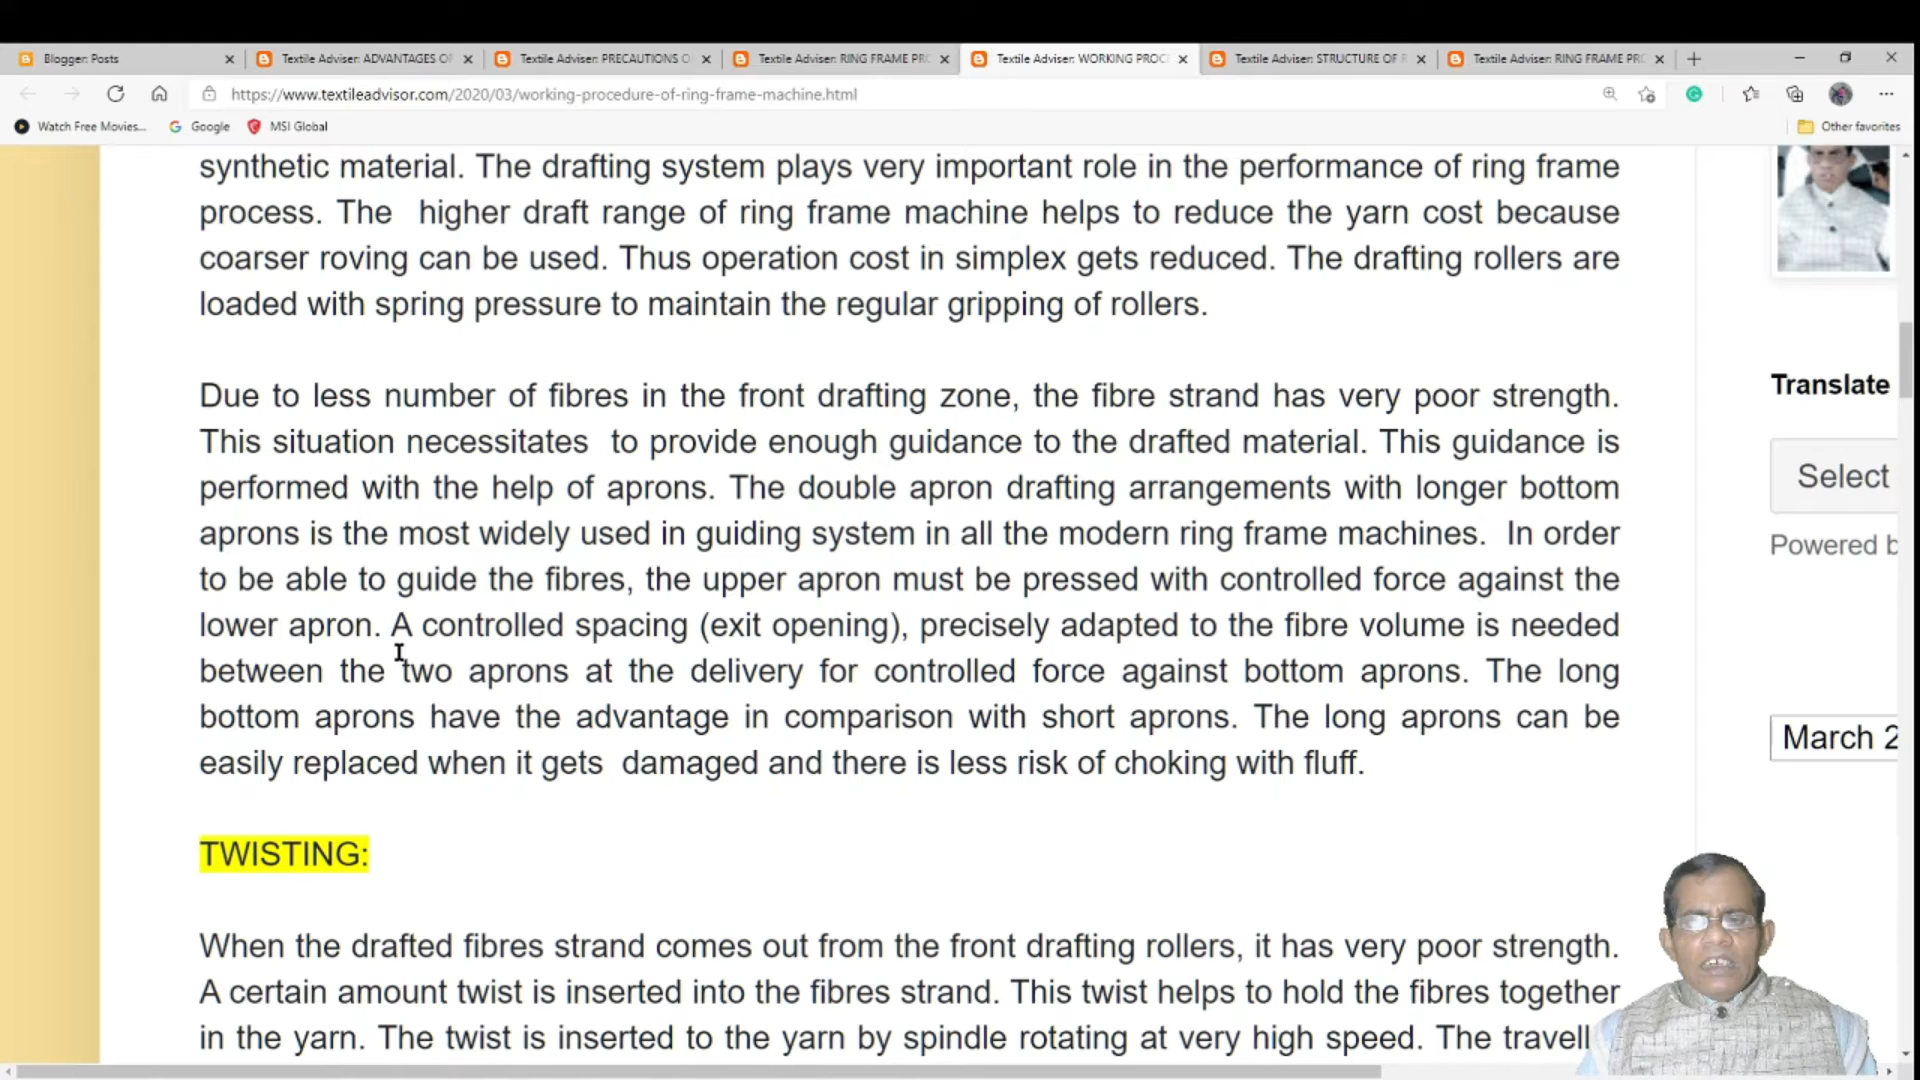 Blogger: Posts
Textile Adviser: ADVANTAGES OF
Textile Adviser: PRECAUTIONS O
Textile Adviser: RING FRAME PRO
Textile Adviser: WORKING PROCE
Textile Adviser: STRUCTURE OF R
Textile Adviser: RING FRAME PRO
https://www.textileadvisor.com/2020/03/working-procedure-of-ring-frame-machine.html
Watch Free Movies...
Google
MSI Global
Other favorites
synthetic material. The drafting system plays very important role in the performance of ring frame
process. The higher draft range of ring frame machine helps to reduce the yarn cost because
coarser roving can be used. Thus operation cost in simplex gets reduced. The drafting rollers are
loaded with spring pressure to maintain the regular gripping of rollers.
Due to less number of fibres in the front drafting zone, the fibre strand has very poor strength.
This situation necessitates to provide enough guidance to the drafted material. This guidance is
performed with the help of aprons. The double apron drafting arrangements with longer bottom
aprons is the most widely used in guiding system in all the modern ring frame machines. In order
to be able to guide the fibres, the upper apron must be pressed with controlled force against the
lower apron. A controlled spacing (exit opening), precisely adapted to the fibre volume is needed
between the two aprons at the delivery for controlled force against bottom aprons. The long
bottom aprons have the advantage in comparison with short aprons. The long aprons can be
easily replaced when it gets damaged and there is less risk of choking with fluff.
TWISTING:
When the drafted fibres strand comes out from the front drafting rollers, it has very poor strength.
A certain amount twist is inserted into the fibres strand. This twist helps to hold the fibres together
in the yarn. The twist is inserted to the yarn by spindle rotating at very high speed. The travell
Translate
Select
Powered b
March 2